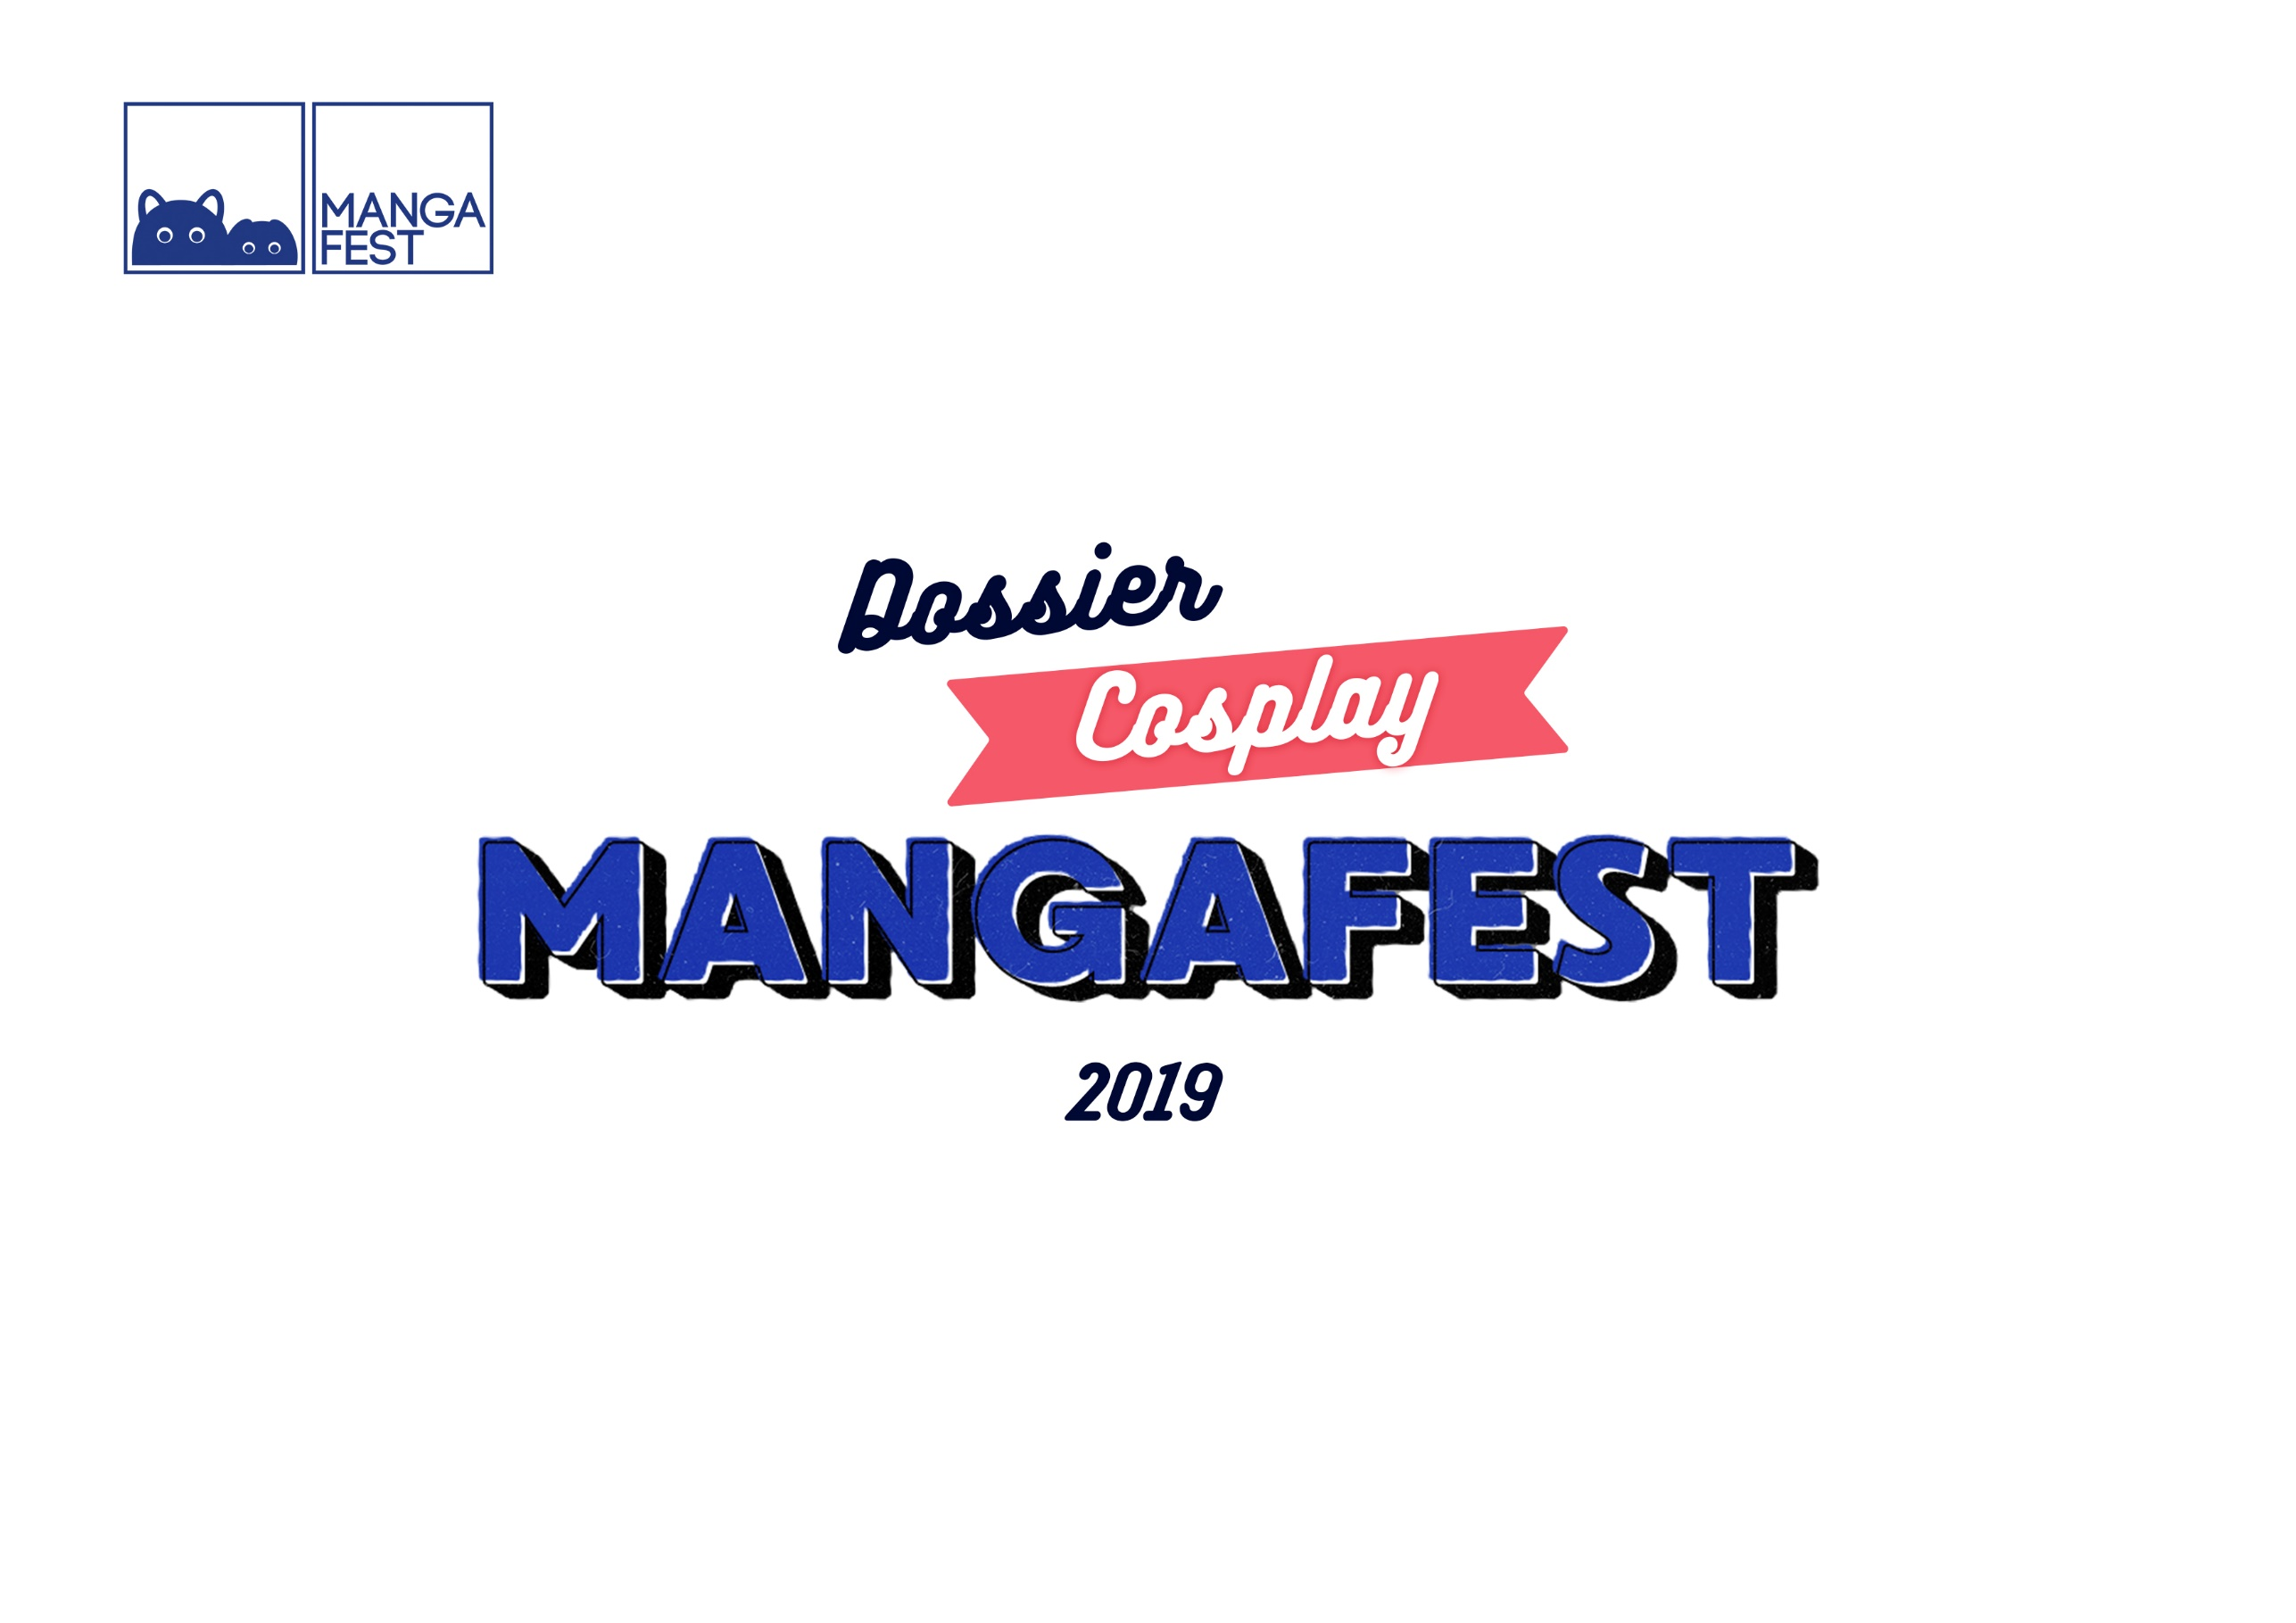 MANGA
FEST
Dossier
Cosplay
MANGAFEST
2019